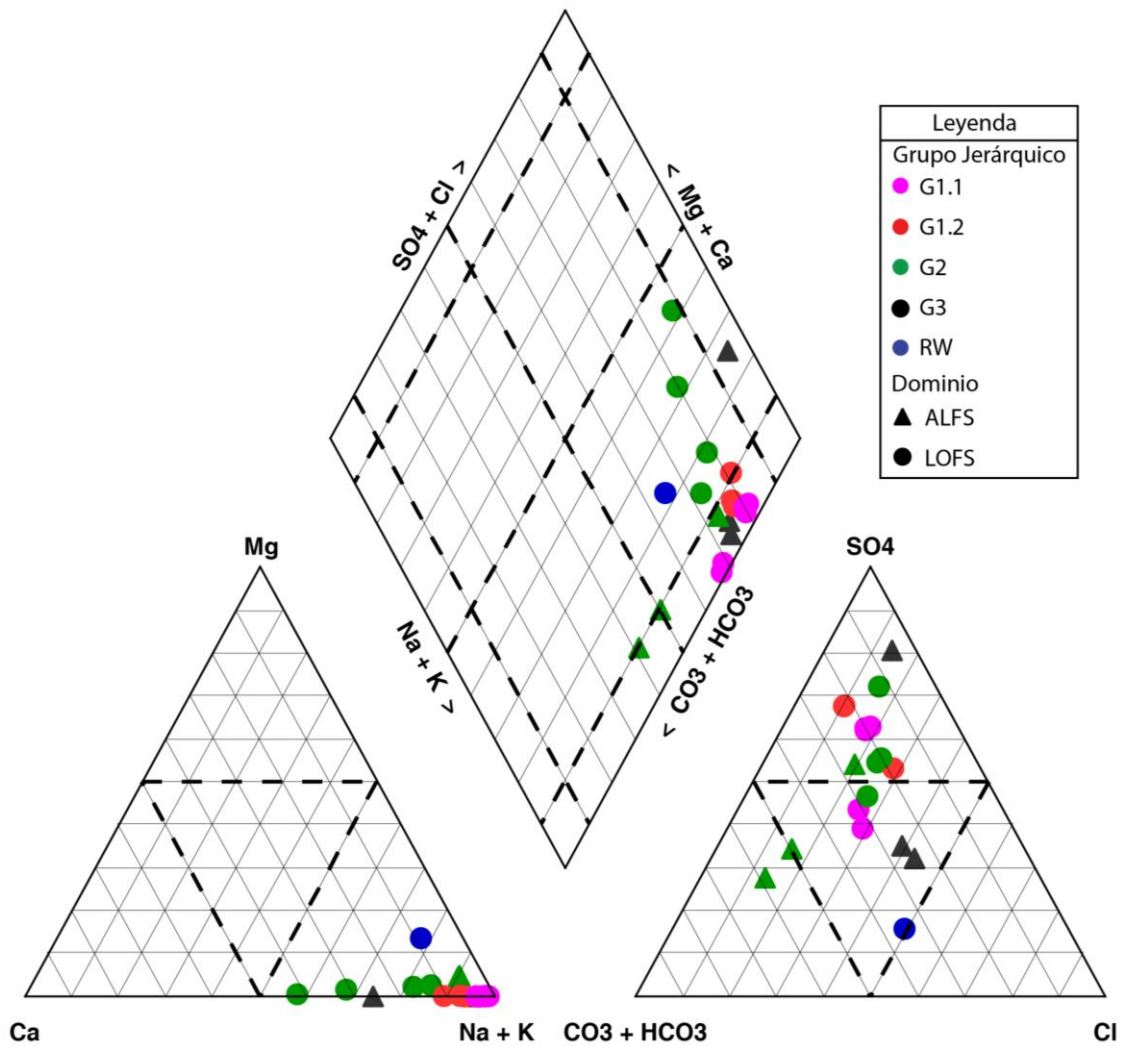 SO4 + Cl >
< Mg + Ca
Na + K >
< CO3 + HCO3
Leyenda
Grupo Jerárquico
G1.1
G1.2
G2
G3
RW
Dominio
ALFS
LOFS
Mg
SO4
Ca
Na + K
CO3 + HCO3
Cl